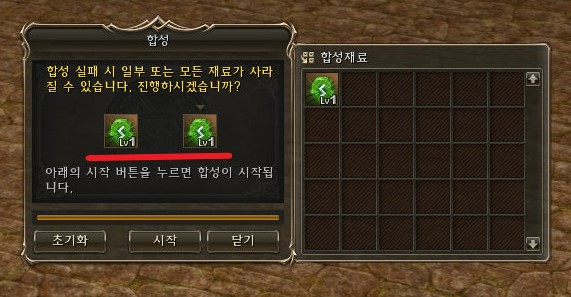 합성
합성 실패 시 일부 또는 모든 재료가 사라
질 수 있습니다. 진행하시겠습니까?
Lv1 Lv1
아래의 시작 버튼을 누르면 합성이 시작됩
니다.
초기화 시작 닫기
합성재료
Lv1